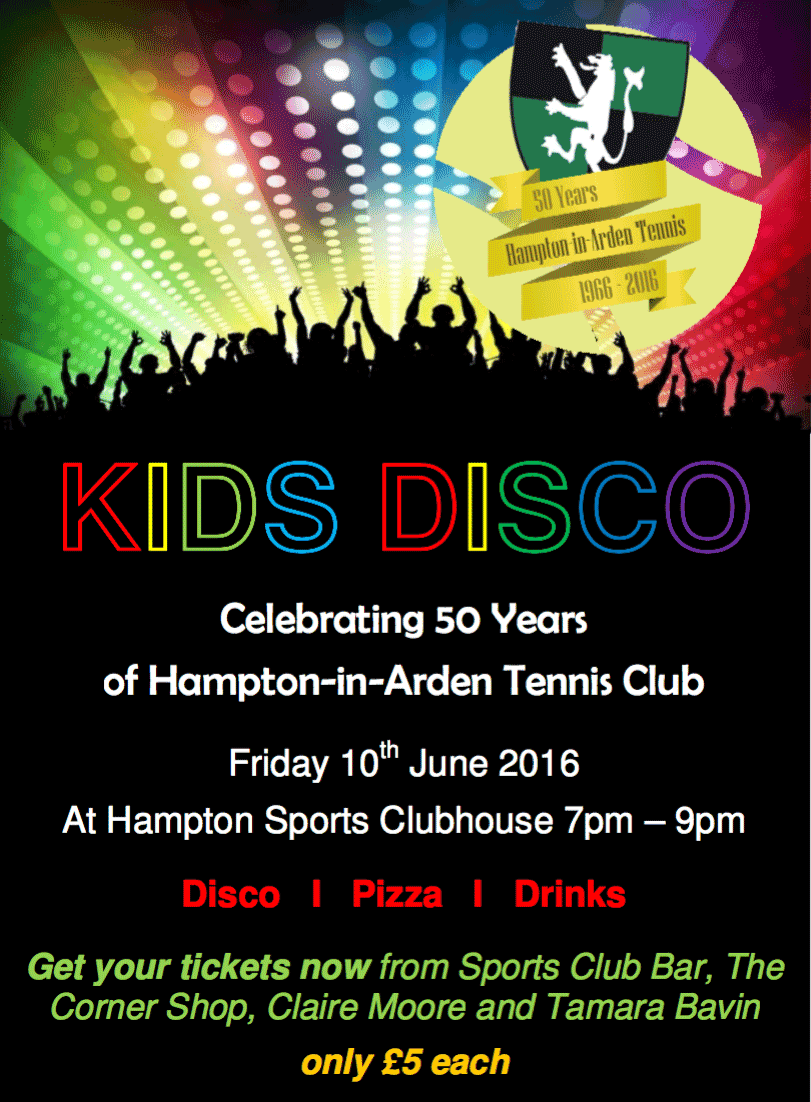 50 Years
Hampton-in-Arden Tennis
1966 - 2016
KIDS DISCO
Celebrating 50 Years
of Hampton-in-Arden Tennis Club
Friday 10th June 2016
At Hampton Sports Clubhouse 7pm – 9pm
Disco I Pizza I Drinks
Get your tickets now from Sports Club Bar, The
Corner Shop, Claire Moore and Tamara Bavin
only £5 each